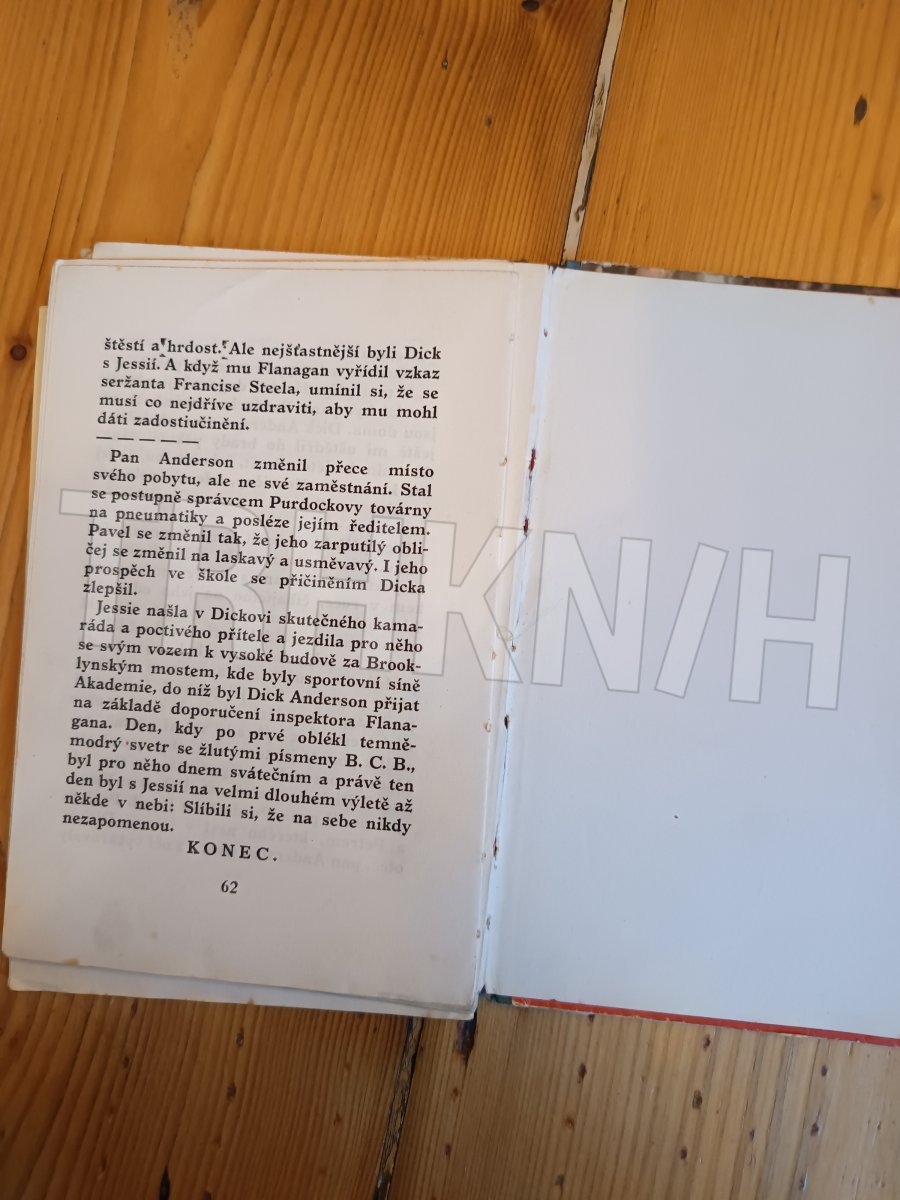 štěstí a hrdost. Ale nejšťastnější byli Dick
s Jessií. A když mu Flanagan vyřídil vzkaz
seržanta Francise Steela, umínil si, že se
musí co nejdříve uzdraviti, aby mu mohl
dáti zadostiučinění.
— — — — —
Pan Anderson změnil přece místo
svého pobytu, ale ne své zaměstnání. Stal
se postupně správcem Purdockovy továrny
na pneumatiky a posléze jejím ředitelem.
Pavel se změnil tak, že jeho zarputilý obli-
čej se změnil na laskavý a usměvavý. I jeho
prospěch ve škole se přičiněním Dicka
zlepšil.
Jessie našla v Dickovi skutečného kama-
ráda a poctivého přítele a jezdila pro něho
se svým vozem k vysoké budově za Brook-
lynským mostem, kde byly sportovní síně
Akademie, do níž byl Dick Anderson přijat
na základě doporučení inspektora Flana-
gana. Den, kdy po prvé oblékl temně-
modrý svetr se žlutými písmeny B. C. B.,
byl pro něho dnem svátečním a právě ten
den byl s Jessií na velmi dlouhém výletě až
někde v nebi: Slíbili si, že na sebe nikdy
nezapomenou.
KONEC.
62
TRHKNI/H